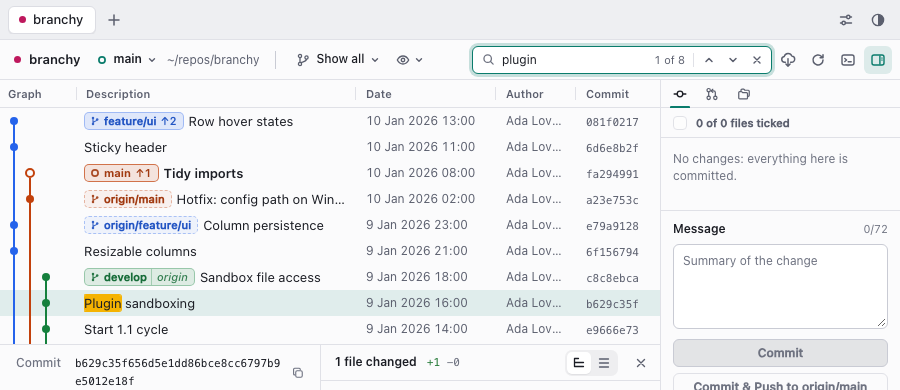 branchy
branchy main ~/repos/branchy Show all plugin 1 of 8
Graph Description Date Author Commit
feature/ui ↑2 Row hover states 10 Jan 2026 13:00 Ada Lov... 081f0217
Sticky header 10 Jan 2026 11:00 Ada Lov... 6d6e8b2f
main ↑1 Tidy imports 10 Jan 2026 08:00 Ada Lov... fa294991
origin/main Hotfix: config path on Win... 10 Jan 2026 02:00 Ada Lov... a23e753c
origin/feature/ui Column persistence 9 Jan 2026 23:00 Ada Lov... e79a9128
Resizable columns 9 Jan 2026 21:00 Ada Lov... 6f156794
develop origin Sandbox file access 9 Jan 2026 18:00 Ada Lov... c8c8ebca
Plugin sandboxing 9 Jan 2026 16:00 Ada Lov... b629c35f
Start 1.1 cycle 9 Jan 2026 14:00 Ada Lov... e9666e73
Commit b629c35f656d5e1dd86bce8cc6797b9
e5012e18f
1 file changed +1 −0
0 of 0 files ticked
No changes: everything here is
committed.
Message 0/72
Summary of the change
Commit
Commit & Push to origin/main